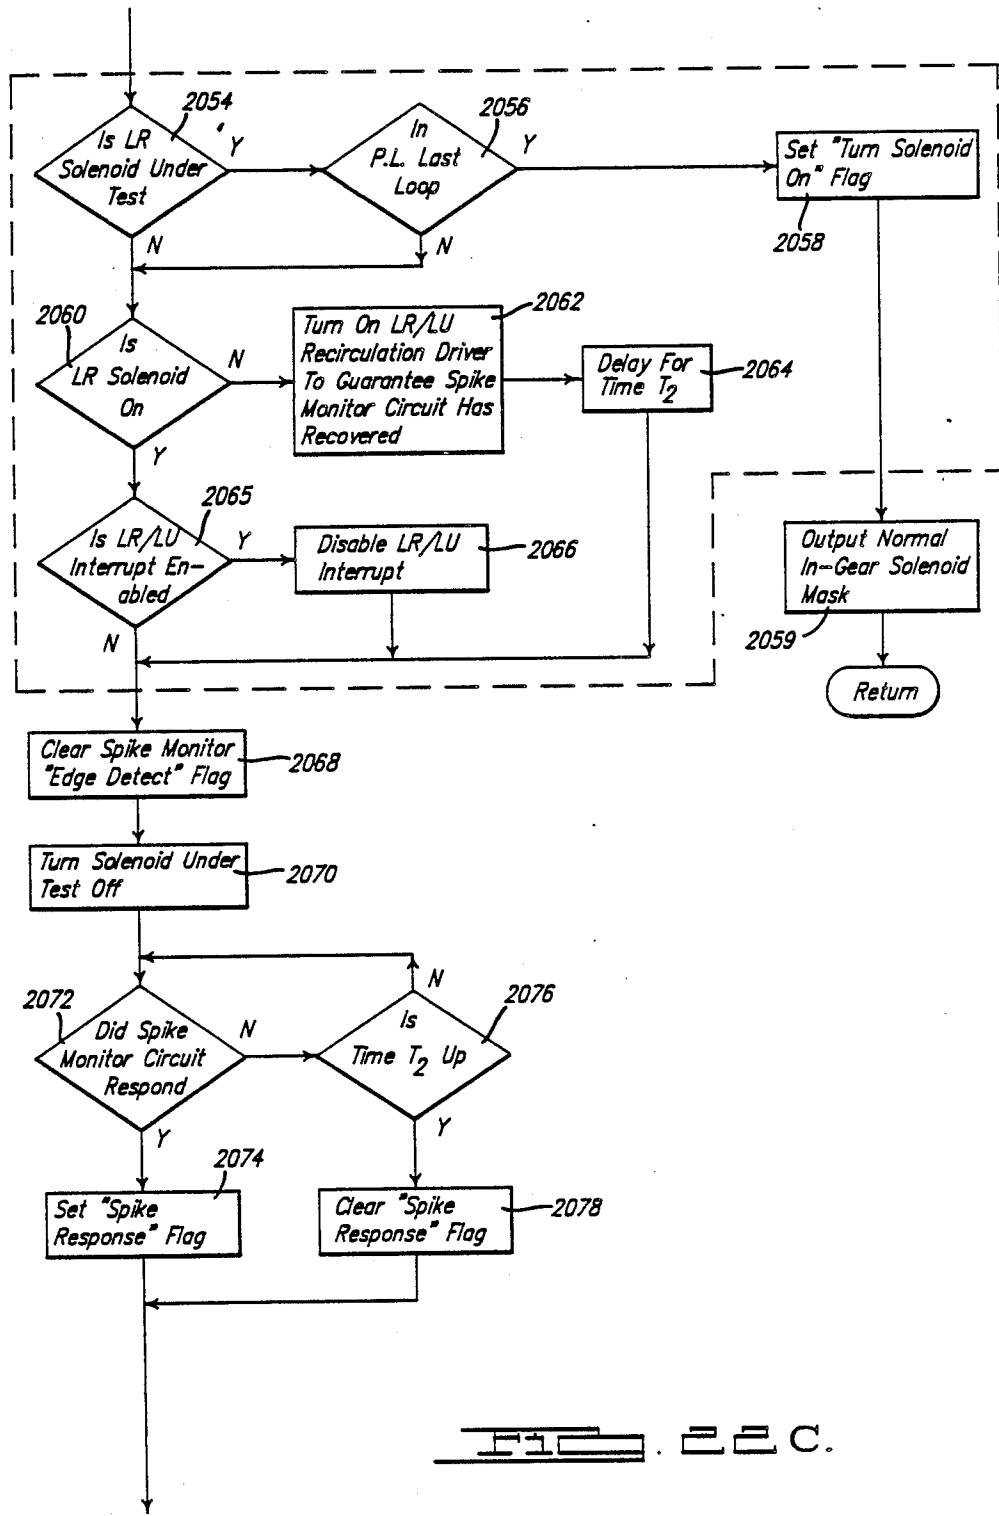 2054
Is LR
Solenoid Under
Test
Y
N
2056
In
P.L. Last
Loop
Y
N
Set "Turn Solenoid
On" Flag
2058
2060
Is
LR Solenoid
On
N
Y
2062
Turn On LR/LU
Recirculation Driver
To Guarantee Spike
Monitor Circuit Has
Recovered
Delay For
Time T2
2064
2065
Is LR/LU
Interrupt En-
abled
Y
N
Disable LR/LU
Interrupt
2066
Output Normal
In-Gear Solenoid
Mask
2059
Return
Clear Spike Monitor
"Edge Detect" Flag
2068
Turn Solenoid Under
Test Off
2070
2072
Did Spike
Monitor Circuit
Respond
N
Y
2076
Is
Time T2 Up
N
Y
2074
Set "Spike
Response" Flag
Clear "Spike
Response" Flag
2078
FIG. 22C.